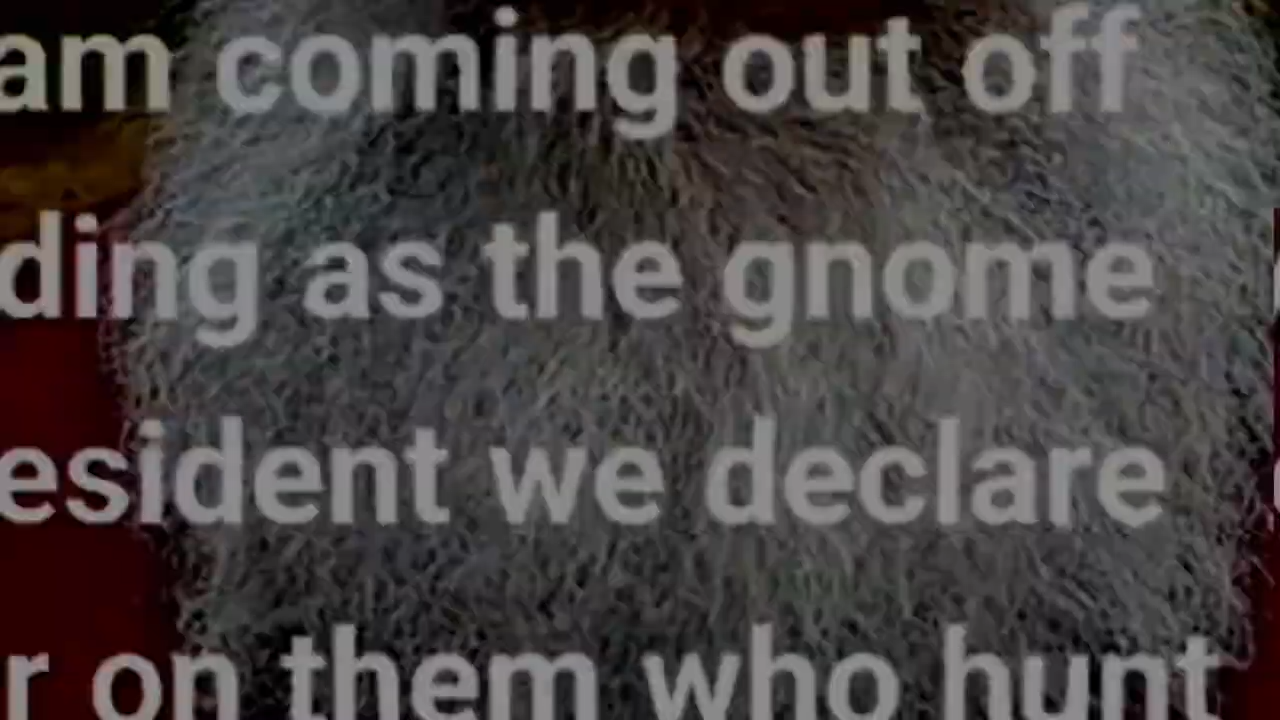 am coming out off
ding as the gnome
esident we declare
r on them who hunt